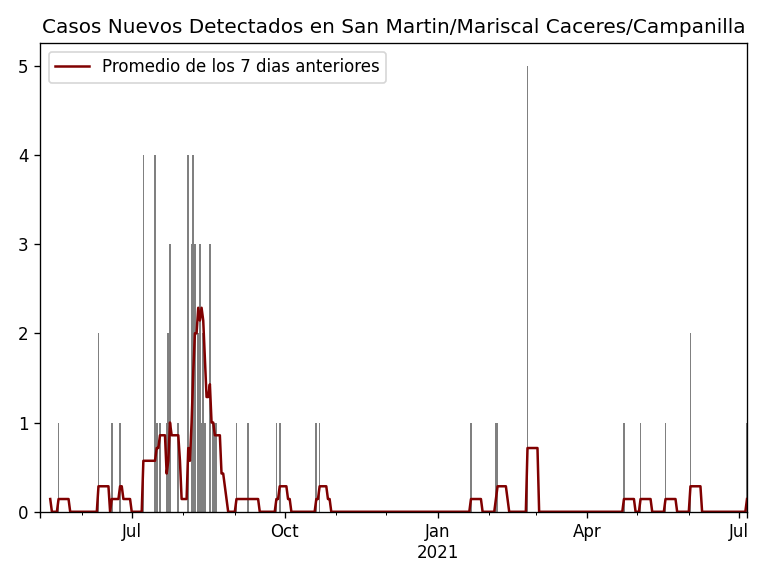 Casos Nuevos Detectados en San Martin/Mariscal Caceres/Campanilla
Promedio de los 7 dias anteriores
5
4
3
2
1
0
Jul
Oct
Jan
2021
Apr
Jul